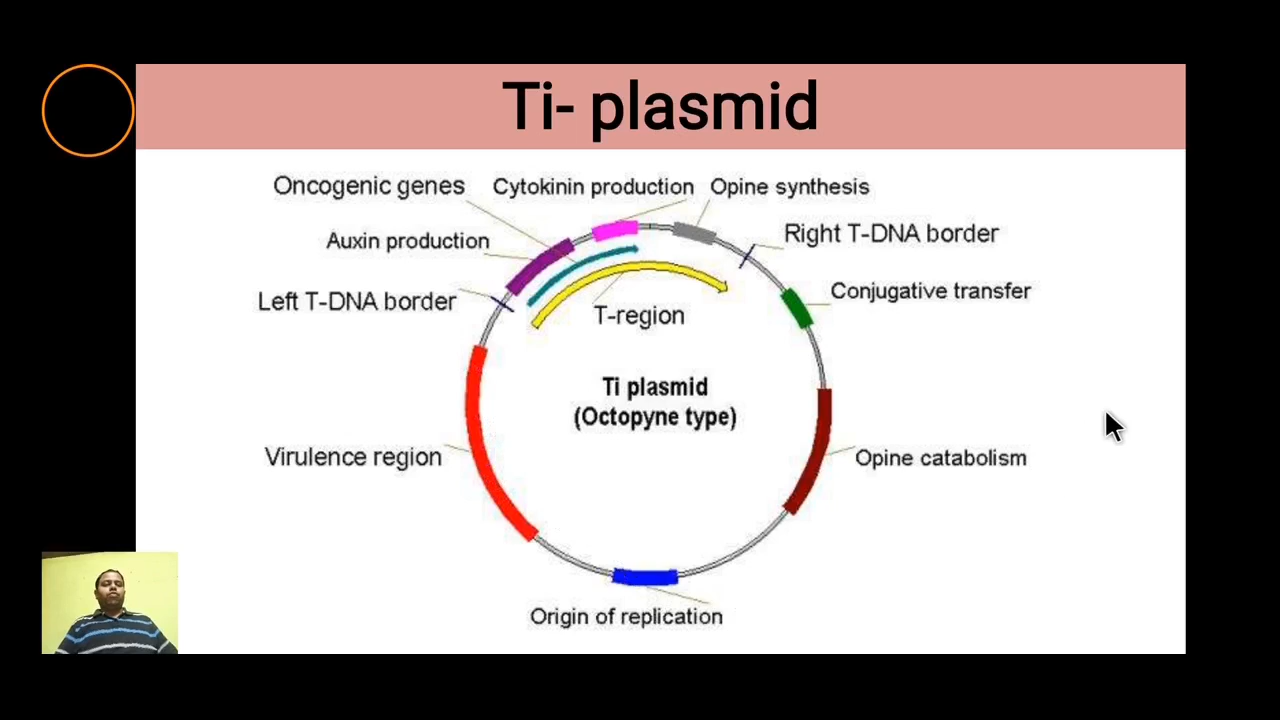 Ti- plasmid
Oncogenic genes
Cytokinin production
Opine synthesis
Auxin production
Right T-DNA border
Left T-DNA border
Conjugative transfer
T-region
Ti plasmid
(Octopyne type)
Virulence region
Opine catabolism
Origin of replication